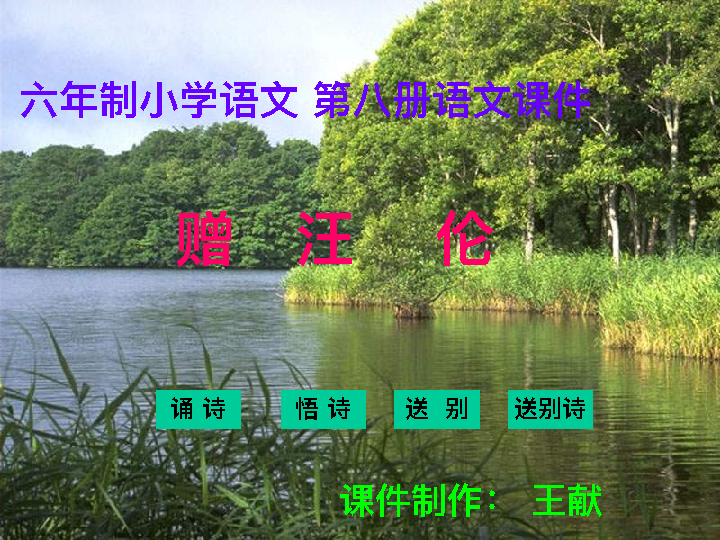 六年制小学语文 第八册语文课件
赠 汪 伦
诵 诗 悟 诗 送 别 送别诗
课件制作： 王献